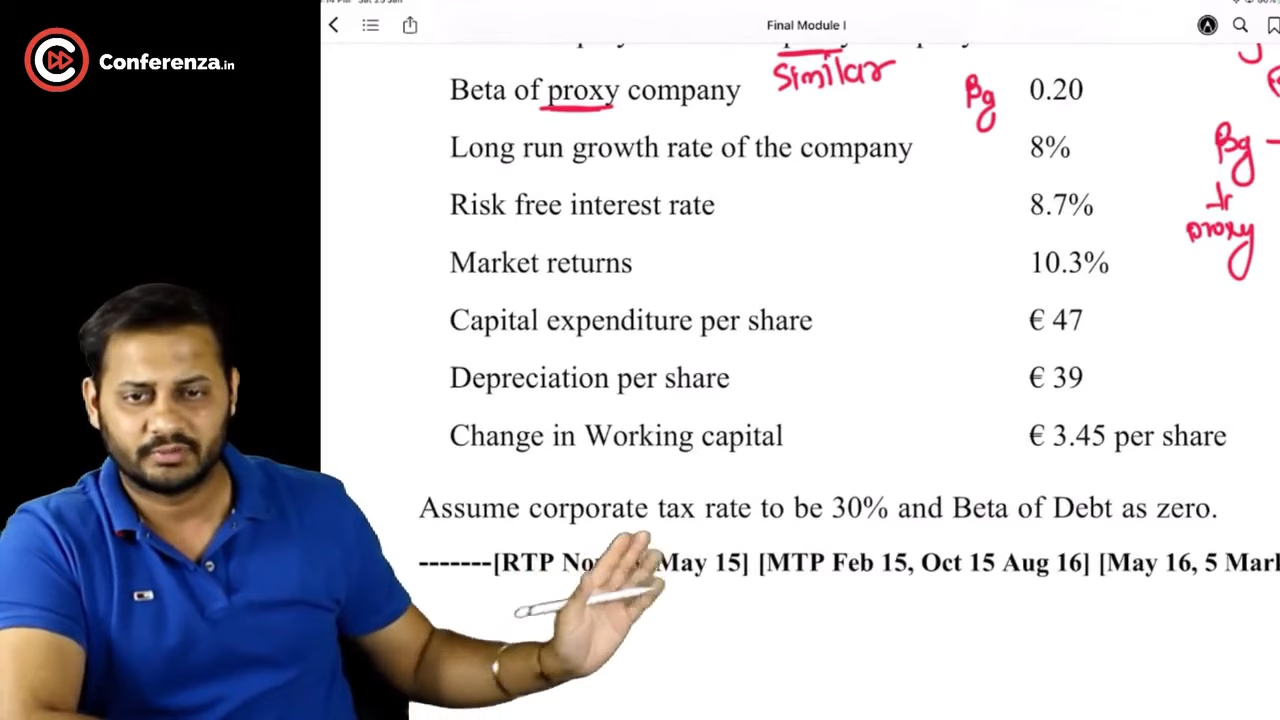 Final Module I
Conferenza.in
Similar
Beta of proxy company βg 0.20
Long run growth rate of the company 8%
βg -
Risk free interest rate 8.7%
proxy
Market returns 10.3%
Capital expenditure per share € 47
Depreciation per share € 39
Change in Working capital € 3.45 per share
Assume corporate tax rate to be 30% and Beta of Debt as zero.
-------[RTP May 15] [MTP Feb 15, Oct 15 Aug 16] [May 16, 5